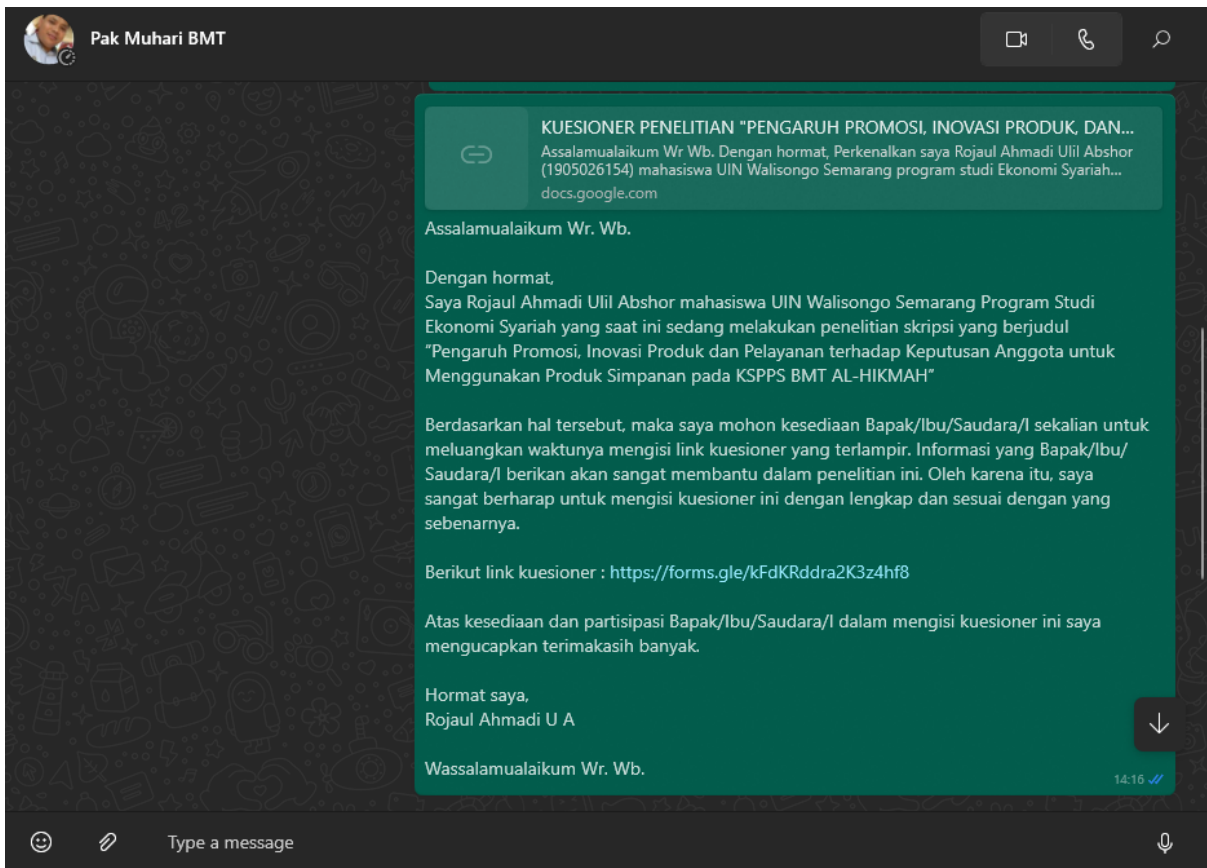 Pak Muhari BMT
KUESIONER PENELITIAN "PENGARUH PROMOSI, INOVASI PRODUK, DAN...
Assalamualaikum Wr Wb. Dengan hormat, Perkenalkan saya Rojaul Ahmadi Ulil Abshor
(1905026154) mahasiswa UIN Walisongo Semarang program studi Ekonomi Syariah...
docs.google.com
Assalamualaikum Wr. Wb.
Dengan hormat,
Saya Rojaul Ahmadi Ulil Abshor mahasiswa UIN Walisongo Semarang Program Studi
Ekonomi Syariah yang saat ini sedang melakukan penelitian skripsi yang berjudul
“Pengaruh Promosi, Inovasi Produk dan Pelayanan terhadap Keputusan Anggota untuk
Menggunakan Produk Simpanan pada KSPPS BMT AL-HIKMAH”
Berdasarkan hal tersebut, maka saya mohon kesediaan Bapak/Ibu/Saudara/I sekalian untuk
meluangkan waktunya mengisi link kuesioner yang terlampir. Informasi yang Bapak/Ibu/
Saudara/I berikan akan sangat membantu dalam penelitian ini. Oleh karena itu, saya
sangat berharap untuk mengisi kuesioner ini dengan lengkap dan sesuai dengan yang
sebenarnya.
Berikut link kuesioner : https://forms.gle/kFdKRddra2K3z4hf8
Atas kesediaan dan partisipasi Bapak/Ibu/Saudara/I dalam mengisi kuesioner ini saya
mengucapkan terimakasih banyak.
Hormat saya,
Rojaul Ahmadi U A
Wassalamualaikum Wr. Wb.
14:16
Type a message